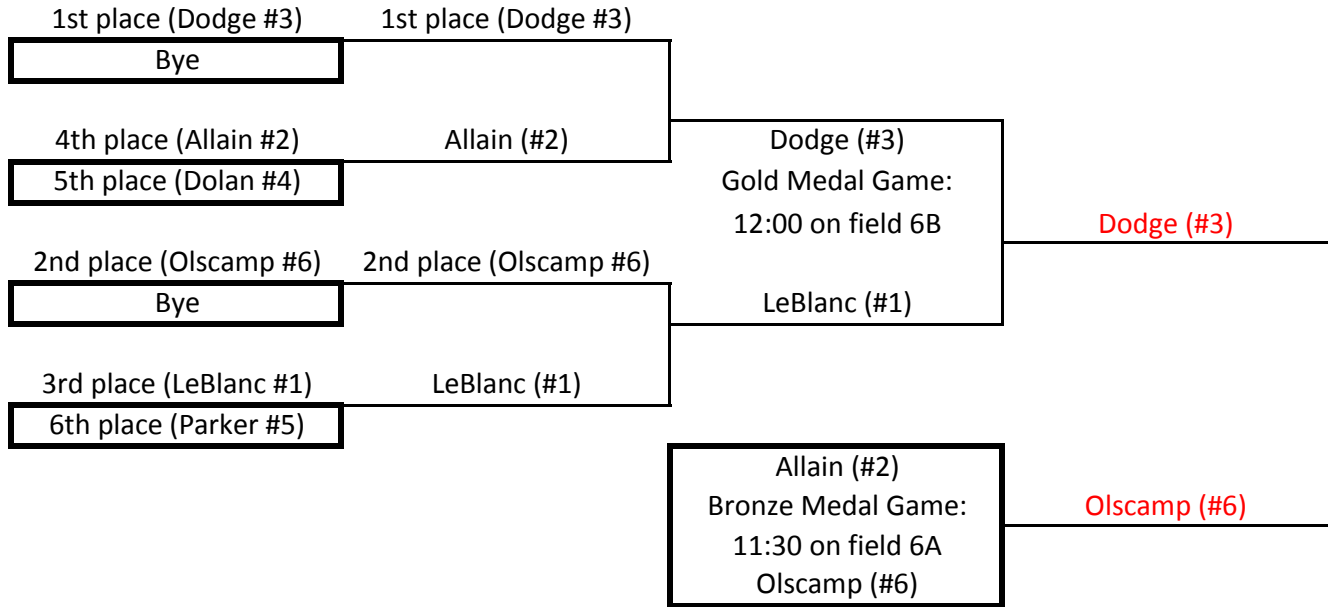 1st place (Dodge #3) 1st place (Dodge #3)
Bye
4th place (Allain #2) Allain (#2) Dodge (#3)
5th place (Dolan #4) Gold Medal Game:
12:00 on field 6B Dodge (#3)
2nd place (Olscamp #6) 2nd place (Olscamp #6)
Bye LeBlanc (#1)
3rd place (LeBlanc #1) LeBlanc (#1)
6th place (Parker #5)
Allain (#2)
Bronze Medal Game: Olscamp (#6)
11:30 on field 6A
Olscamp (#6)